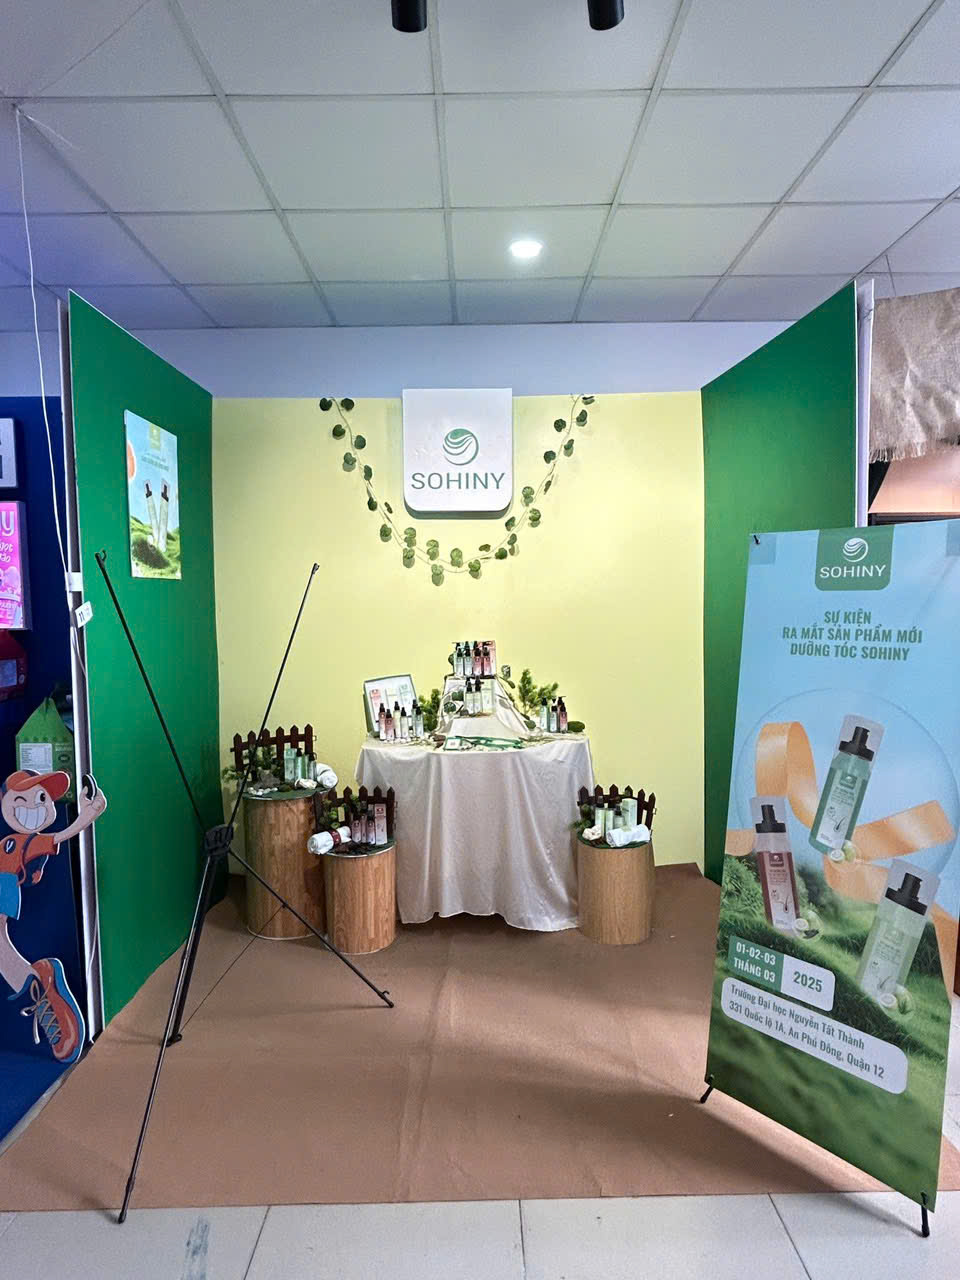 SOHINY
SOHINY
SỰ KIỆN
RA MẮT SẢN PHẨM MỚI
DƯỠNG TÓC SOHINY
01-02-03
THÁNG 03
2025
Trường Đại học Nguyễn Tất Thành
331 Quốc lộ 1A, An Phú Đông, Quận 12